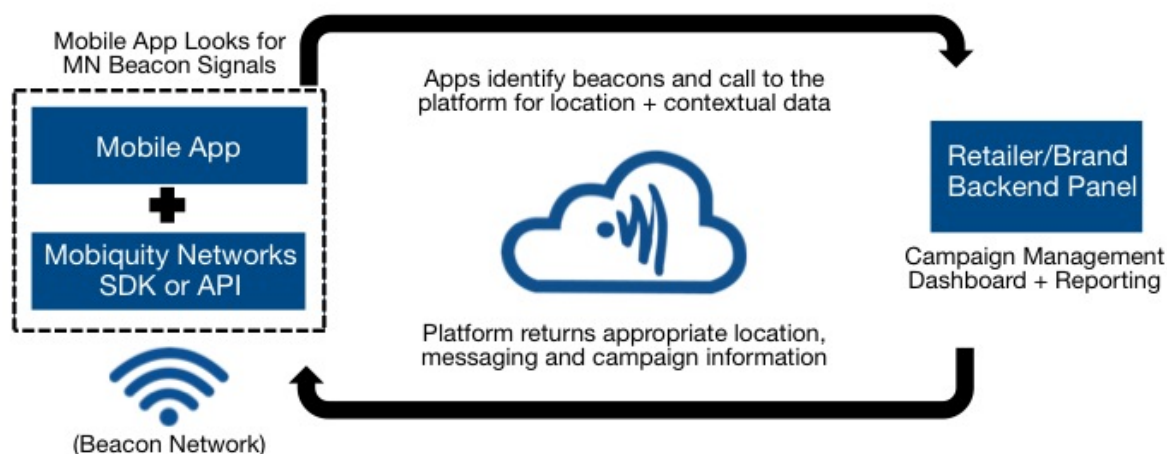 Mobile App Looks for
MN Beacon Signals
Mobile App
Mobiquity Networks
SDK or API
(Beacon Network)
Apps identify beacons and call to the
platform for location + contextual data
Platform returns appropriate location,
messaging and campaign information
Retailer/Brand
Backend Panel
Campaign Management
Dashboard + Reporting